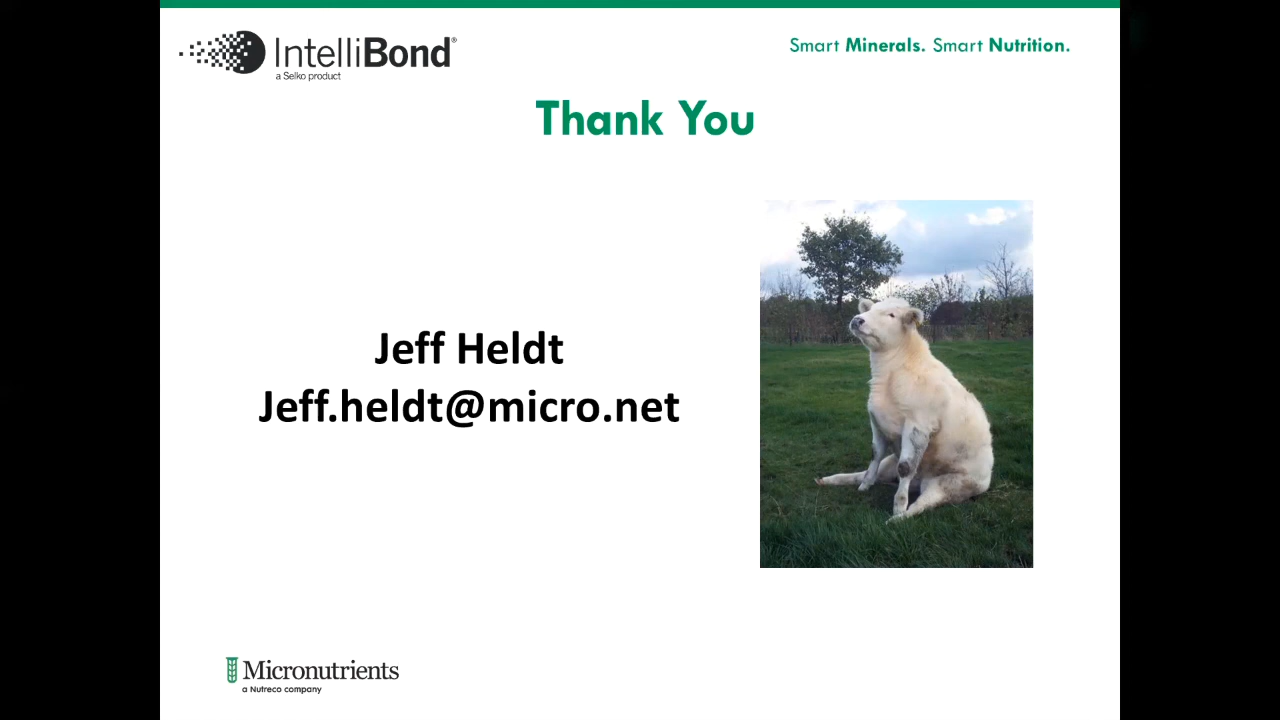 IntelliBond®
a Selko product
Smart Minerals. Smart Nutrition.
Thank You
Jeff Heldt
Jeff.heldt@micro.net
Micronutrients
a Nutreco company